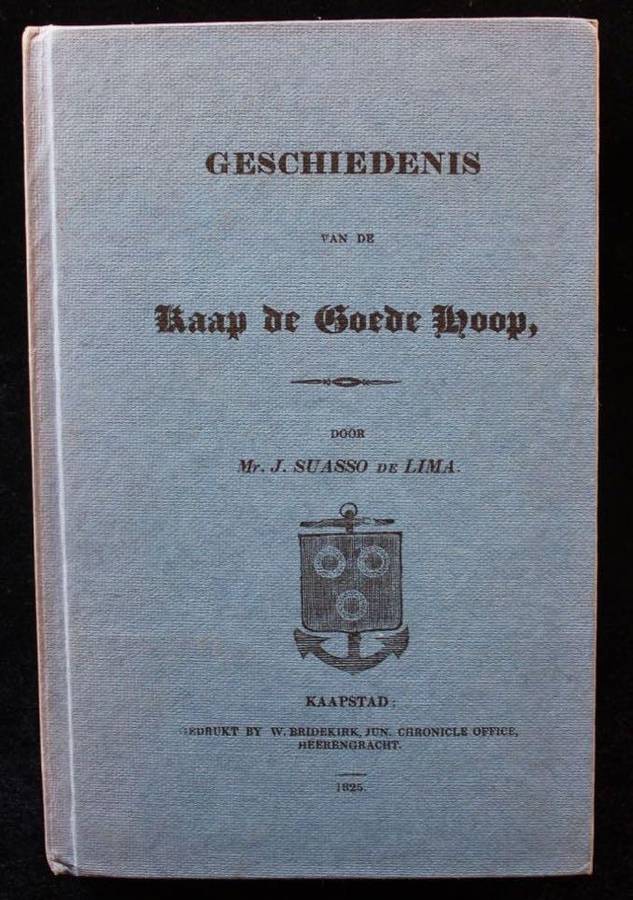 GESCHIEDENIS
VAN DE
Kaap de Goede Hoop,
DOOR
Mr. J. SUASSO DE LIMA.
KAAPSTAD:
GEDRUKT BY W. BRIDEKIRK, JUN. CHRONICLE OFFICE,
HEERENGRACHT.
1825.